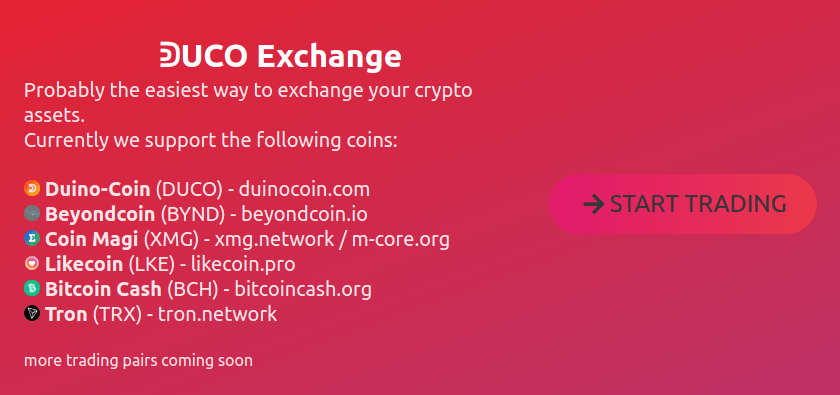 DUCO Exchange
Probably the easiest way to exchange your crypto
assets.
Currently we support the following coins:
Duino-Coin (DUCO) - duinocoin.com
Beyondcoin (BYND) - beyondcoin.io
Coin Magi (XMG) - xmg.network / m-core.org
Likecoin (LKE) - likecoin.pro
Bitcoin Cash (BCH) - bitcoincash.org
Tron (TRX) - tron.network
more trading pairs coming soon
START TRADING